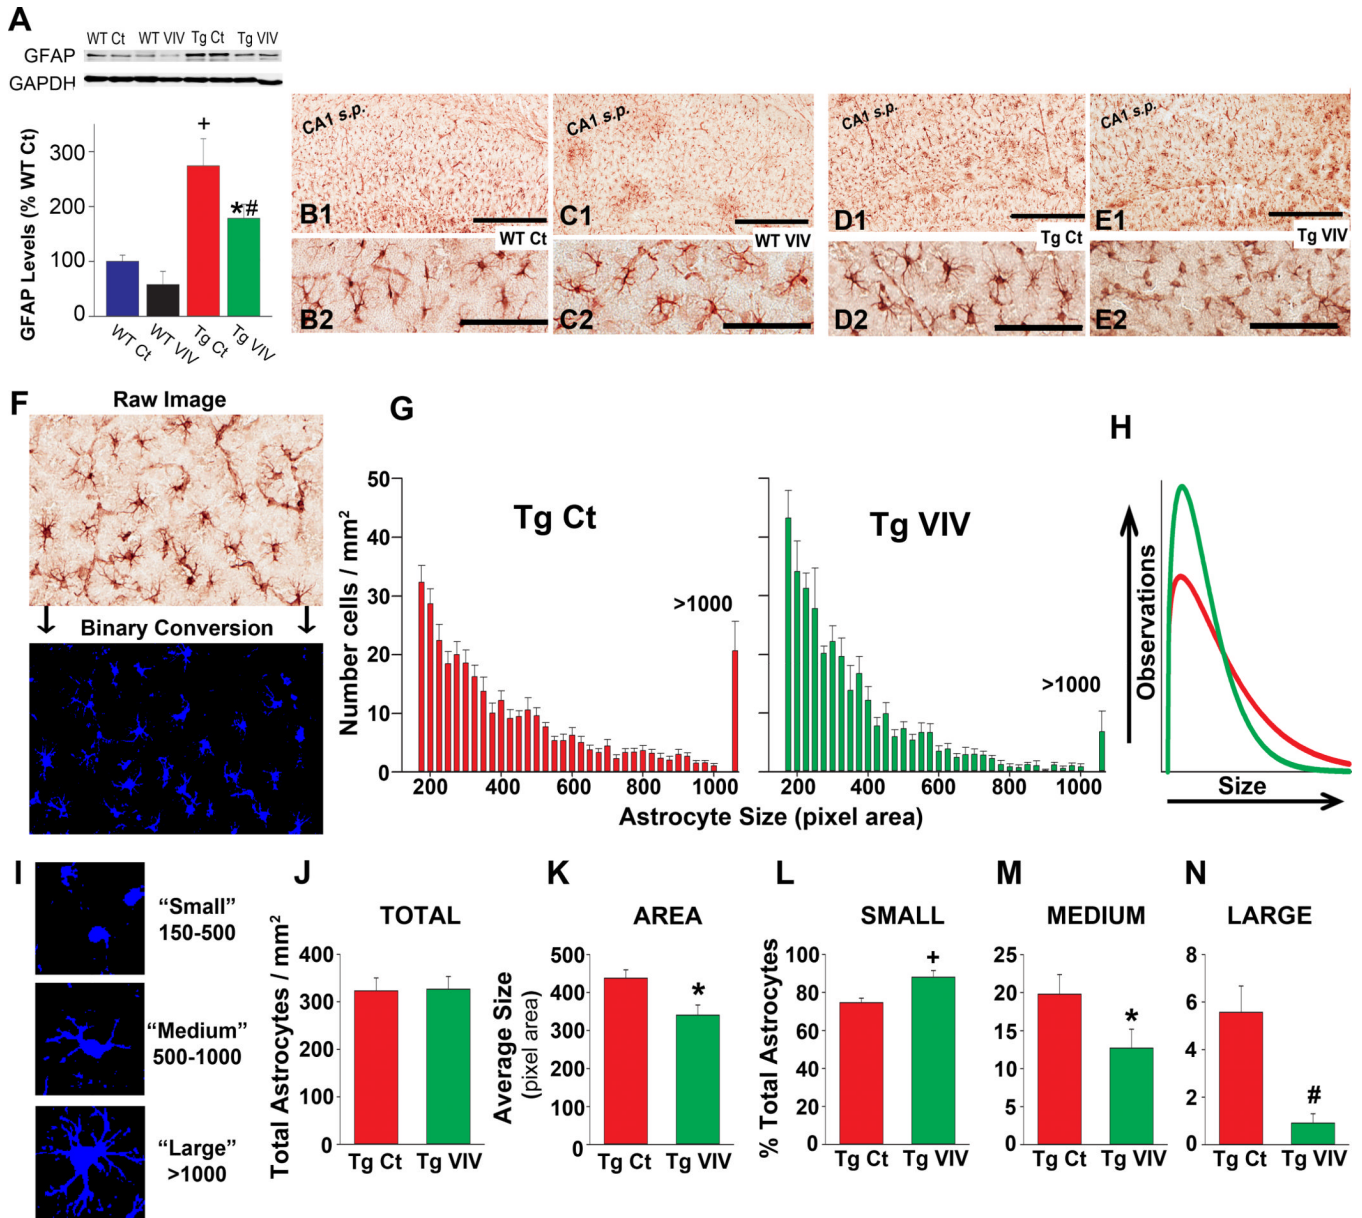 A
WT Ct WT VIV Tg Ct Tg VIV
GFAP
GAPDH
GFAP Levels (% WT Ct)
300
200
100
0
+
*#
WT Ct
WT VIV
Tg Ct
Tg VIV
CA1 s.p.
B1
WT Ct
B2
CA1 s.p.
C1
WT VIV
C2
CA1 s.p.
D1
Tg Ct
D2
CA1 s.p.
E1
Tg VIV
E2
F
Raw Image
Binary Conversion
G
Number cells / mm²
50
40
30
20
10
0
Tg Ct
>1000
200 400 600 800 1000
Tg VIV
>1000
200 400 600 800 1000
Astrocyte Size (pixel area)
H
Observations
Size
I
“Small”
150-500
“Medium”
500-1000
“Large”
>1000
J
TOTAL
Total Astrocytes / mm²
400
300
200
100
0
Tg Ct Tg VIV
K
AREA
Average Size
(pixel area)
500
400
300
200
100
0
*
Tg Ct Tg VIV
L
SMALL
% Total Astrocytes
100
80
60
40
20
0
+
Tg Ct Tg VIV
M
MEDIUM
25
20
15
10
5
0
*
Tg Ct Tg VIV
N
LARGE
8
6
4
2
0
#
Tg Ct Tg VIV